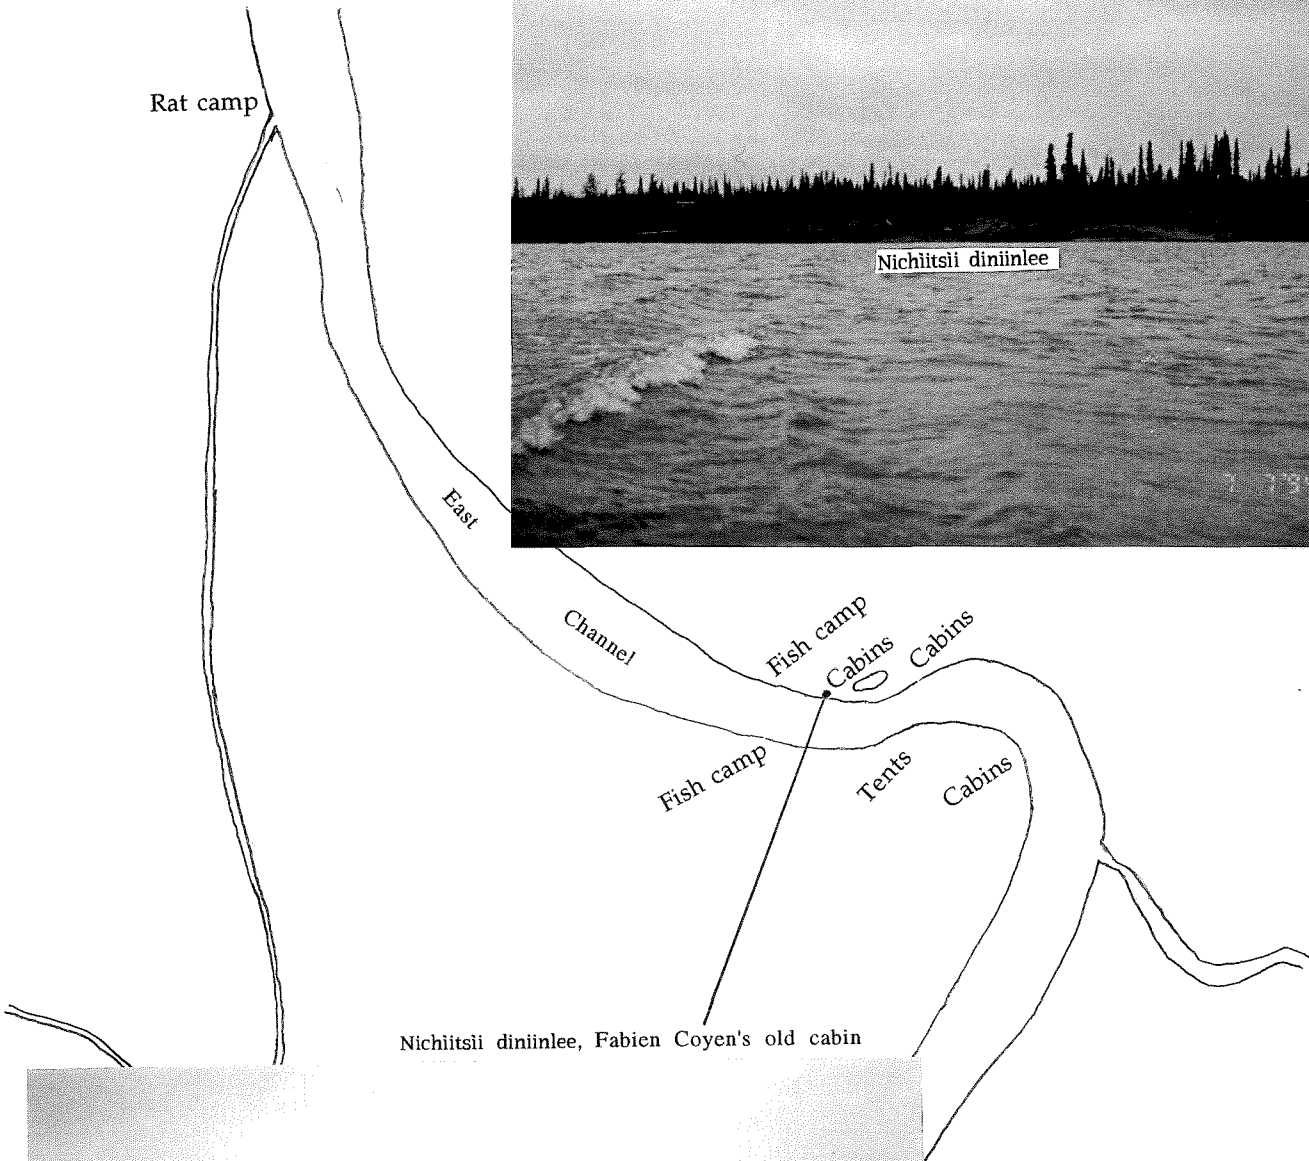 Rat camp
Nichìitsìi diniinlee
East
Channel
Fish camp
Cabins
Cabins
Fish camp
Tents
Cabins
Nichìitsìi diniinlee, Fabien Coyen's old cabin